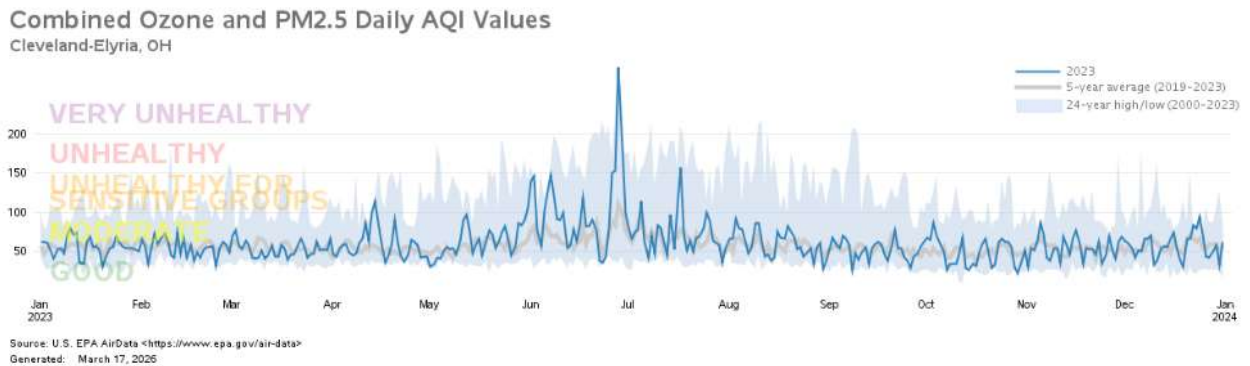 Combined Ozone and PM2.5 Daily AQI Values
Cleveland-Elyria, OH
2023
5-year average (2019-2023)
24-year high/low (2000-2023)
VERY UNHEALTHY
200
UNHEALTHY
150
UNHEALTHY FOR
SENSITIVE GROUPS
100
MODERATE
50
GOOD
Jan Feb Mar Apr May Jun Jul Aug Sep Oct Nov Dec Jan
2023 2024
Source: U.S. EPA AirData <https://www.epa.gov/air-data>
Generated: March 17, 2026